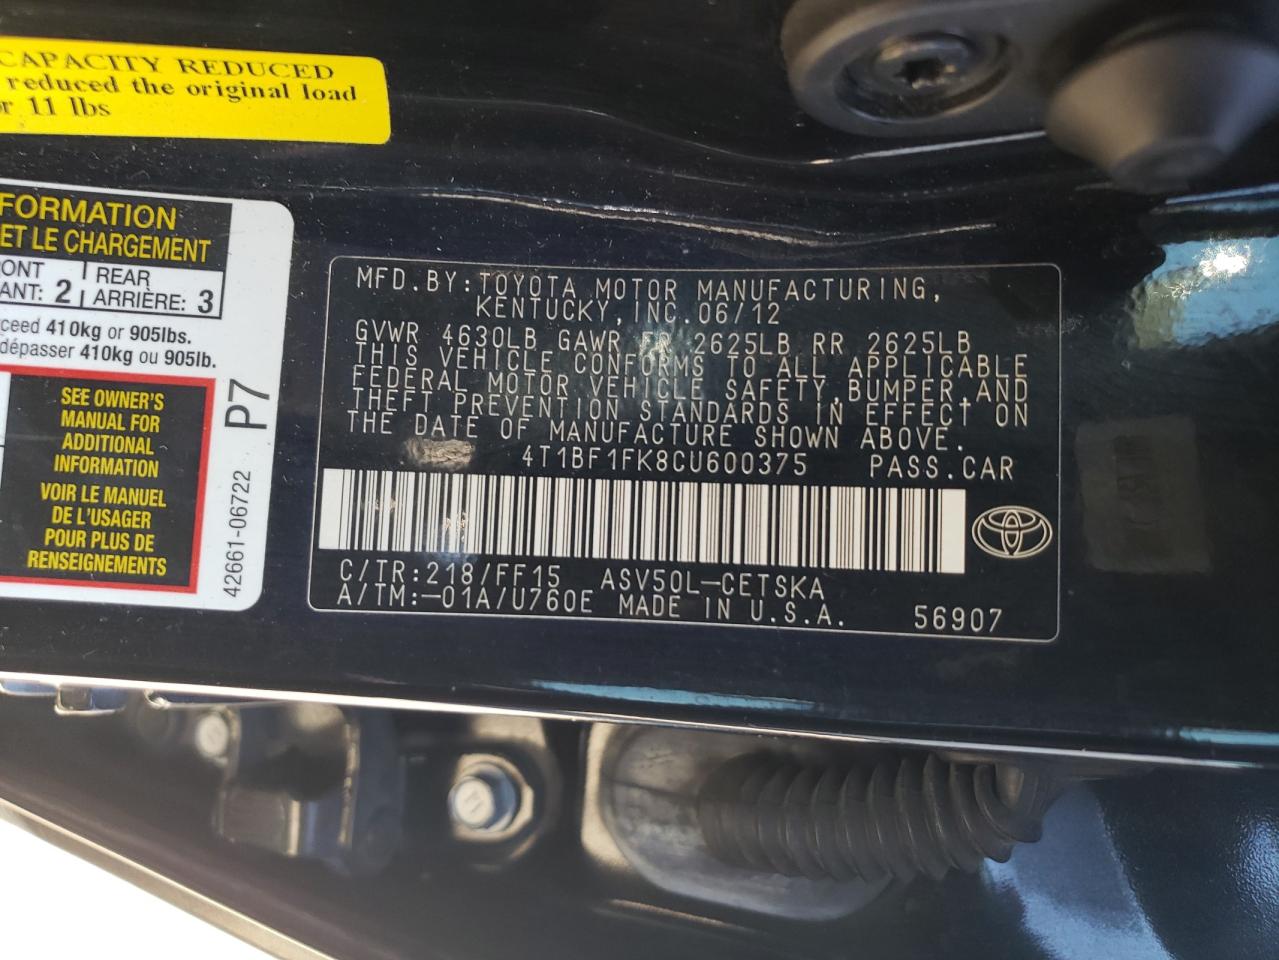 CAPACITY REDUCED
reduced the original load
or 11 lbs
FORMATION
ET LE CHARGEMENT
ONT
ANT: 2
REAR
ARRIÈRE: 3
xceed 410kg or 905lbs.
dépasser 410kg ou 905lb.
SEE OWNER'S
MANUAL FOR
ADDITIONAL
INFORMATION
VOIR LE MANUEL
DE L'USAGER
POUR PLUS DE
RENSEIGNEMENTS
P7
42661-06722
MFD.BY:TOYOTA MOTOR MANUFACTURING,
KENTUCKY,INC.06/12
GVWR 4630LB GAWR FR 2625LB RR 2625LB
THIS VEHICLE CONFORMS TO ALL APPLICABLE
FEDERAL MOTOR VEHICLE SAFETY,BUMPER,AND
THEFT PREVENTION STANDARDS IN EFFECT ON
THE DATE OF MANUFACTURE SHOWN ABOVE.
4T1BF1FK8CU600375 PASS.CAR
C/TR:218/FF15 ASV50L-CETSKA
A/TM:-01A/U760E MADE IN U.S.A. 56907